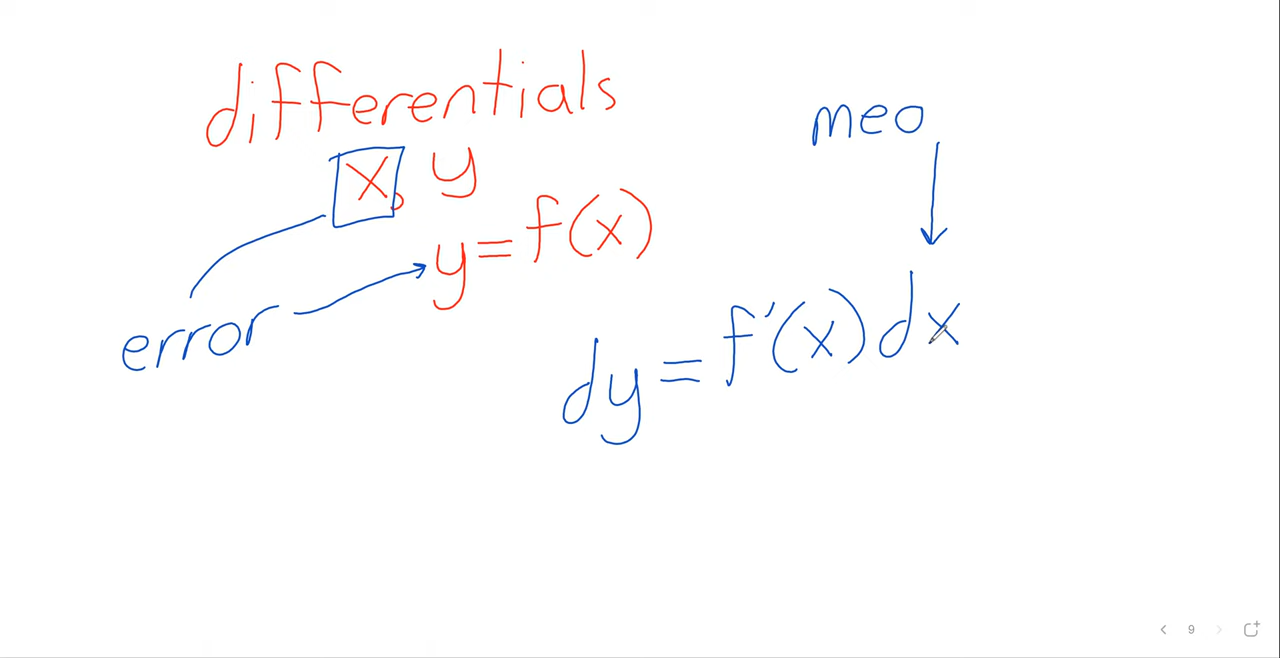 differentials
meo
x, y
y = f(x)
error
dy = f'(x) dx
9